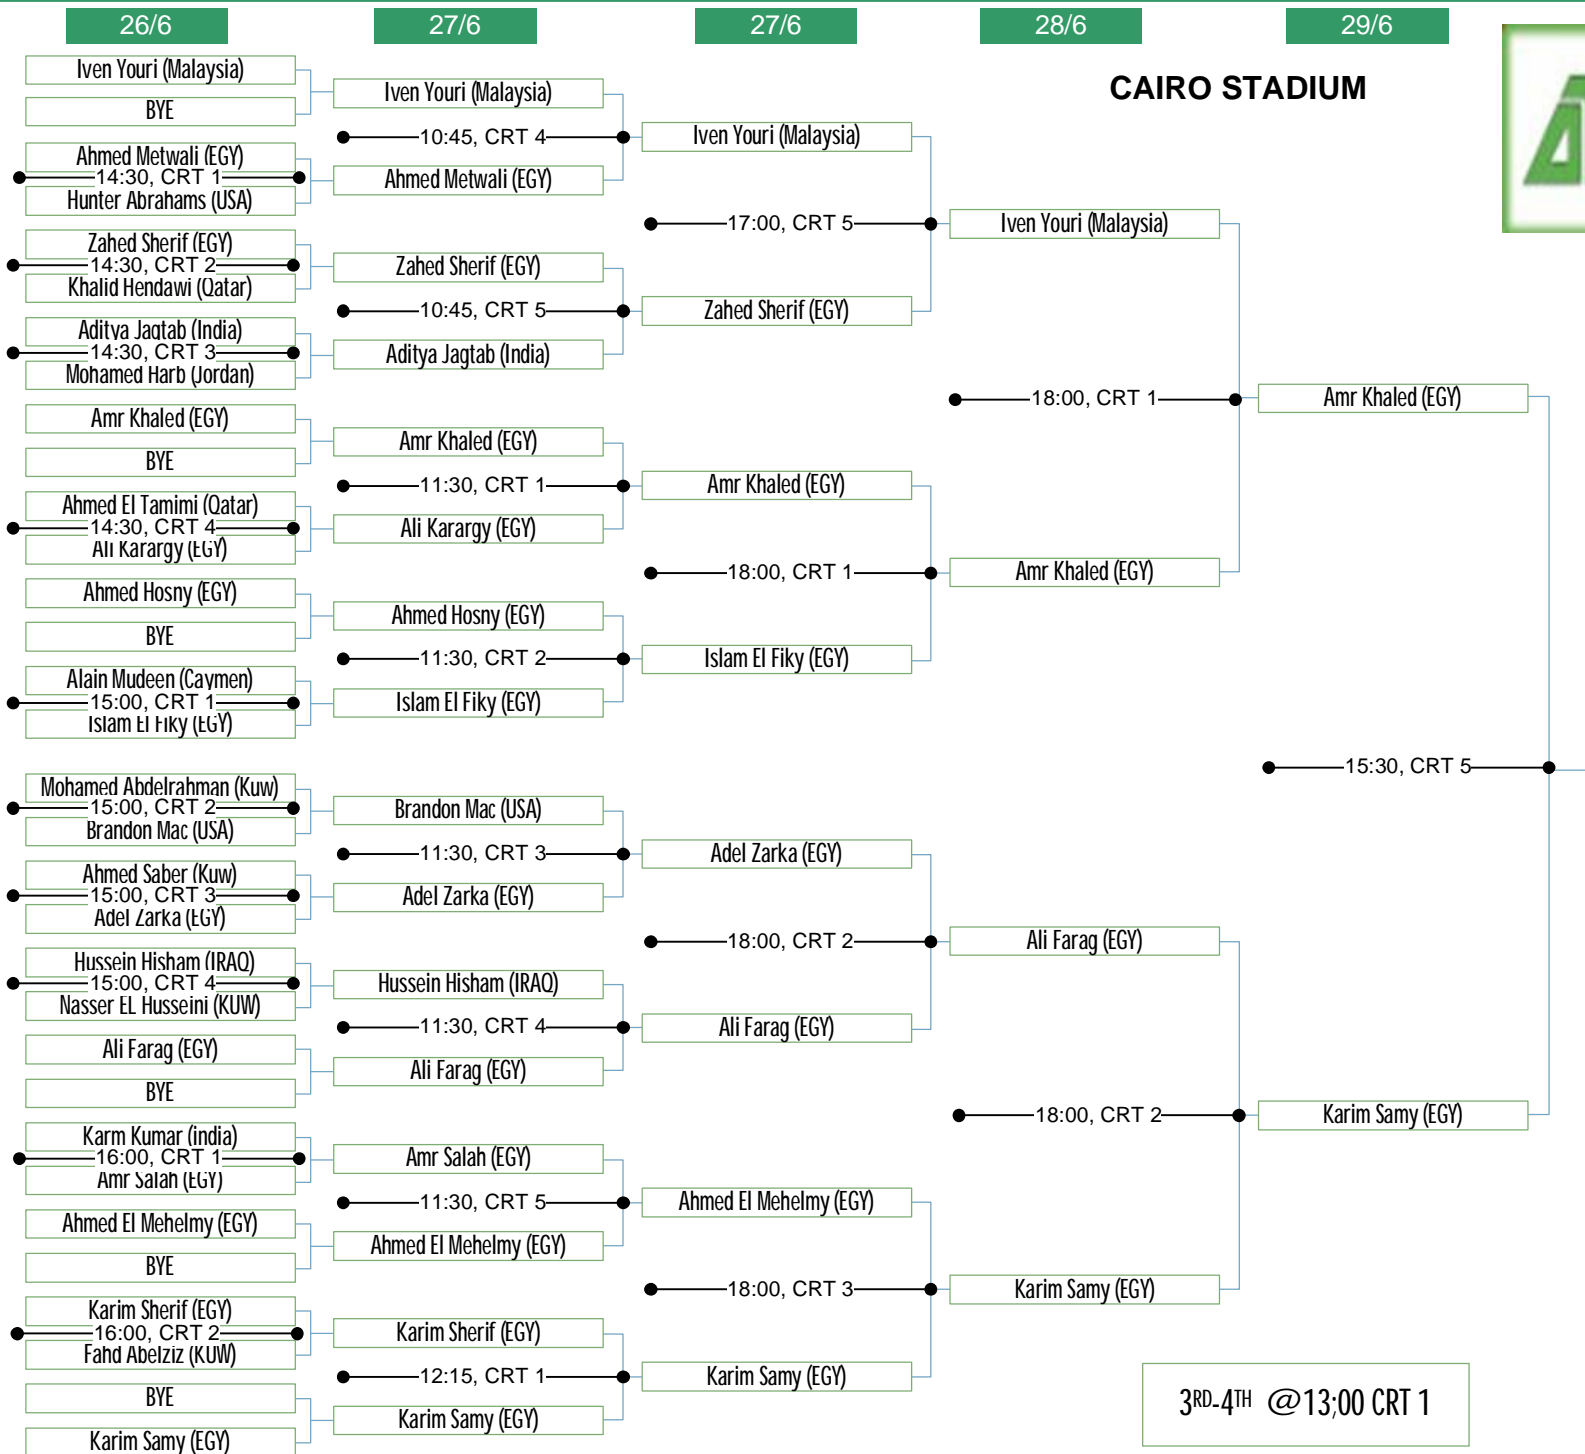 26/6
27/6
27/6
28/6
29/6
CAIRO STADIUM
Iven Youri (Malaysia)
BYE
Ahmed Metwali (EGY)
14:30, CRT 1
Hunter Abrahams (USA)
Zahed Sherif (EGY)
14:30, CRT 2
Khalid Hendawi (Qatar)
Aditya Jagtab (India)
14:30, CRT 3
Mohamed Harb (Jordan)
Amr Khaled (EGY)
BYE
Ahmed El Tamimi (Qatar)
14:30, CRT 4
Ali Karargy (EGY)
Ahmed Hosny (EGY)
BYE
Alain Mudeen (Caymen)
15:00, CRT 1
Islam El Fiky (EGY)
Mohamed Abdelrahman (Kuw)
15:00, CRT 2
Brandon Mac (USA)
Ahmed Saber (Kuw)
15:00, CRT 3
Adel Zarka (EGY)
Hussein Hisham (IRAQ)
15:00, CRT 4
Nasser EL Husseini (KUW)
Ali Farag (EGY)
BYE
Karm Kumar (india)
16:00, CRT 1
Amr Salah (EGY)
Ahmed El Mehelmy (EGY)
BYE
Karim Sherif (EGY)
16:00, CRT 2
Fahd Abelziz (KUW)
BYE
Karim Samy (EGY)
Iven Youri (Malaysia)
10:45, CRT 4
Ahmed Metwali (EGY)
Zahed Sherif (EGY)
10:45, CRT 5
Aditya Jagtab (India)
Amr Khaled (EGY)
11:30, CRT 1
Ali Karargy (EGY)
Ahmed Hosny (EGY)
11:30, CRT 2
Islam El Fiky (EGY)
Brandon Mac (USA)
11:30, CRT 3
Adel Zarka (EGY)
Hussein Hisham (IRAQ)
11:30, CRT 4
Ali Farag (EGY)
Amr Salah (EGY)
11:30, CRT 5
Ahmed El Mehelmy (EGY)
Karim Sherif (EGY)
12:15, CRT 1
Karim Samy (EGY)
Iven Youri (Malaysia)
17:00, CRT 5
Zahed Sherif (EGY)
Amr Khaled (EGY)
18:00, CRT 1
Islam El Fiky (EGY)
Adel Zarka (EGY)
18:00, CRT 2
Ali Farag (EGY)
Ahmed El Mehelmy (EGY)
18:00, CRT 3
Karim Samy (EGY)
Iven Youri (Malaysia)
18:00, CRT 1
Amr Khaled (EGY)
Ali Farag (EGY)
18:00, CRT 2
Karim Samy (EGY)
Amr Khaled (EGY)
15:30, CRT 5
Karim Samy (EGY)
3RD-4TH @13;00 CRT 1